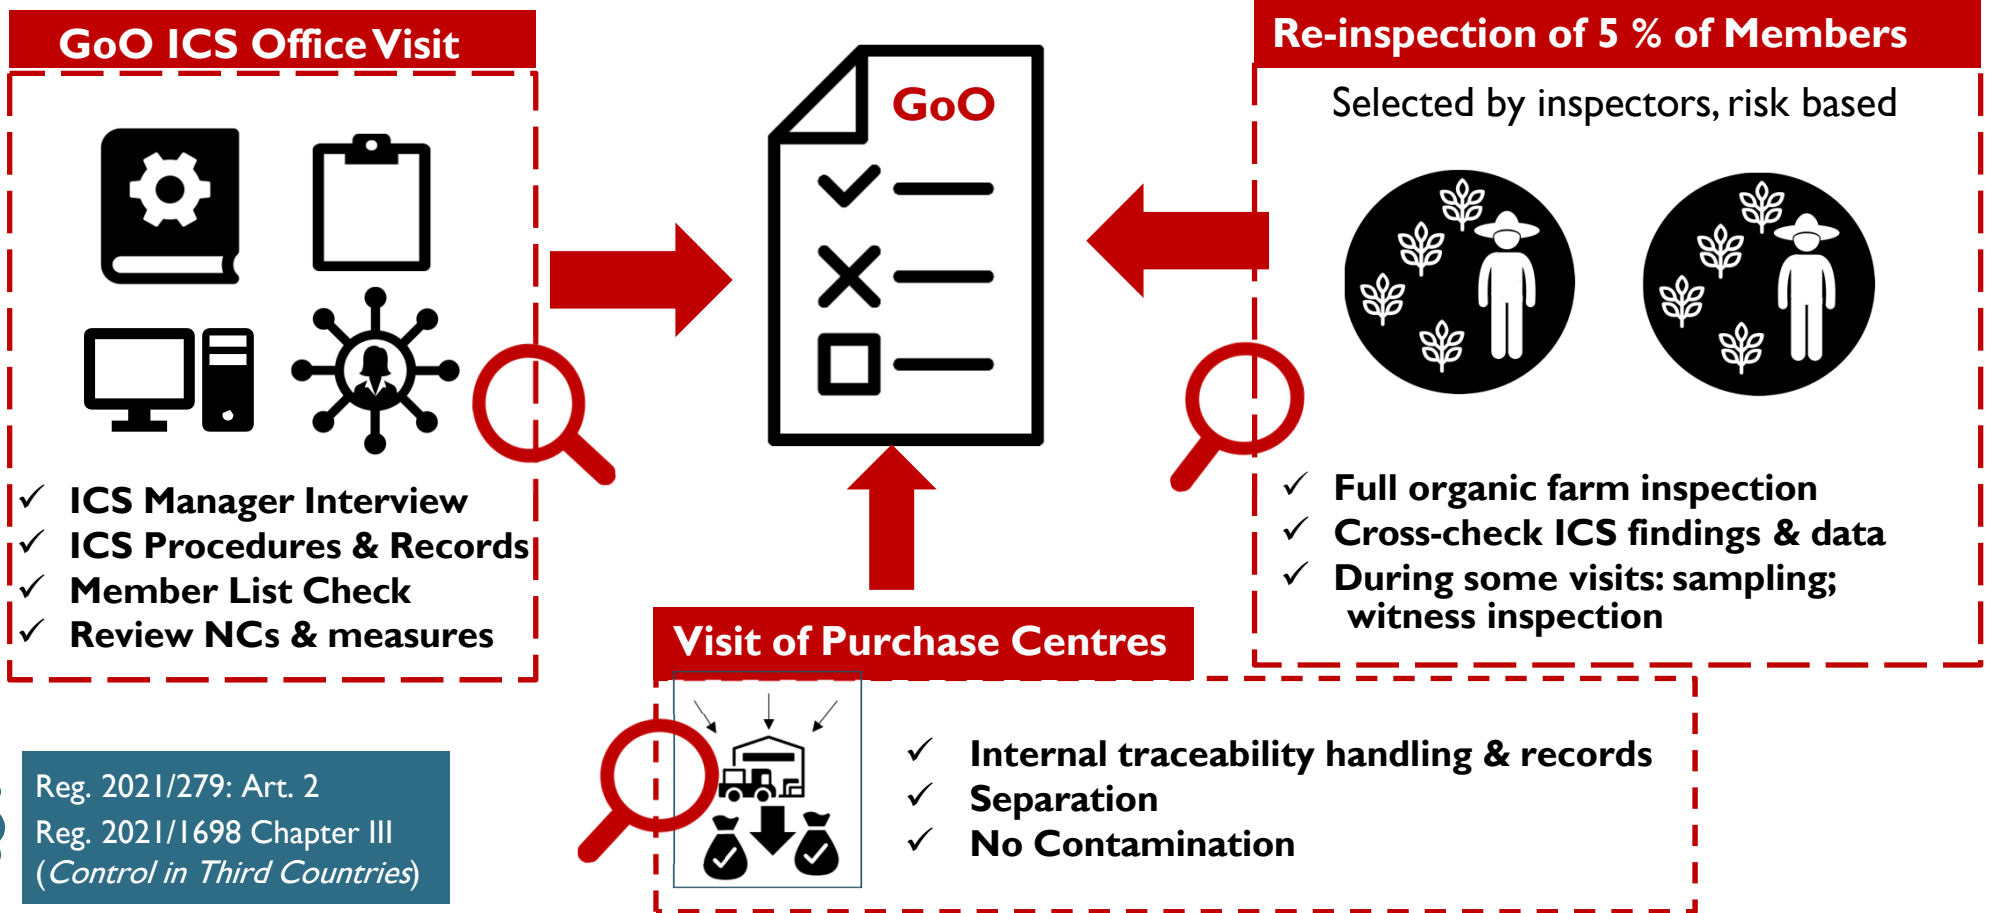 GoO ICS Office Visit
✓ ICS Manager Interview
✓ ICS Procedures & Records
✓ Member List Check
✓ Review NCs & measures
GoO
Re-inspection of 5 % of Members
Selected by inspectors, risk based
✓ Full organic farm inspection
✓ Cross-check ICS findings & data
✓ During some visits: sampling;
witness inspection
Visit of Purchase Centres
✓ Internal traceability handling & records
✓ Separation
✓ No Contamination
Reg. 2021/279: Art. 2
Reg. 2021/1698 Chapter III
(Control in Third Countries)